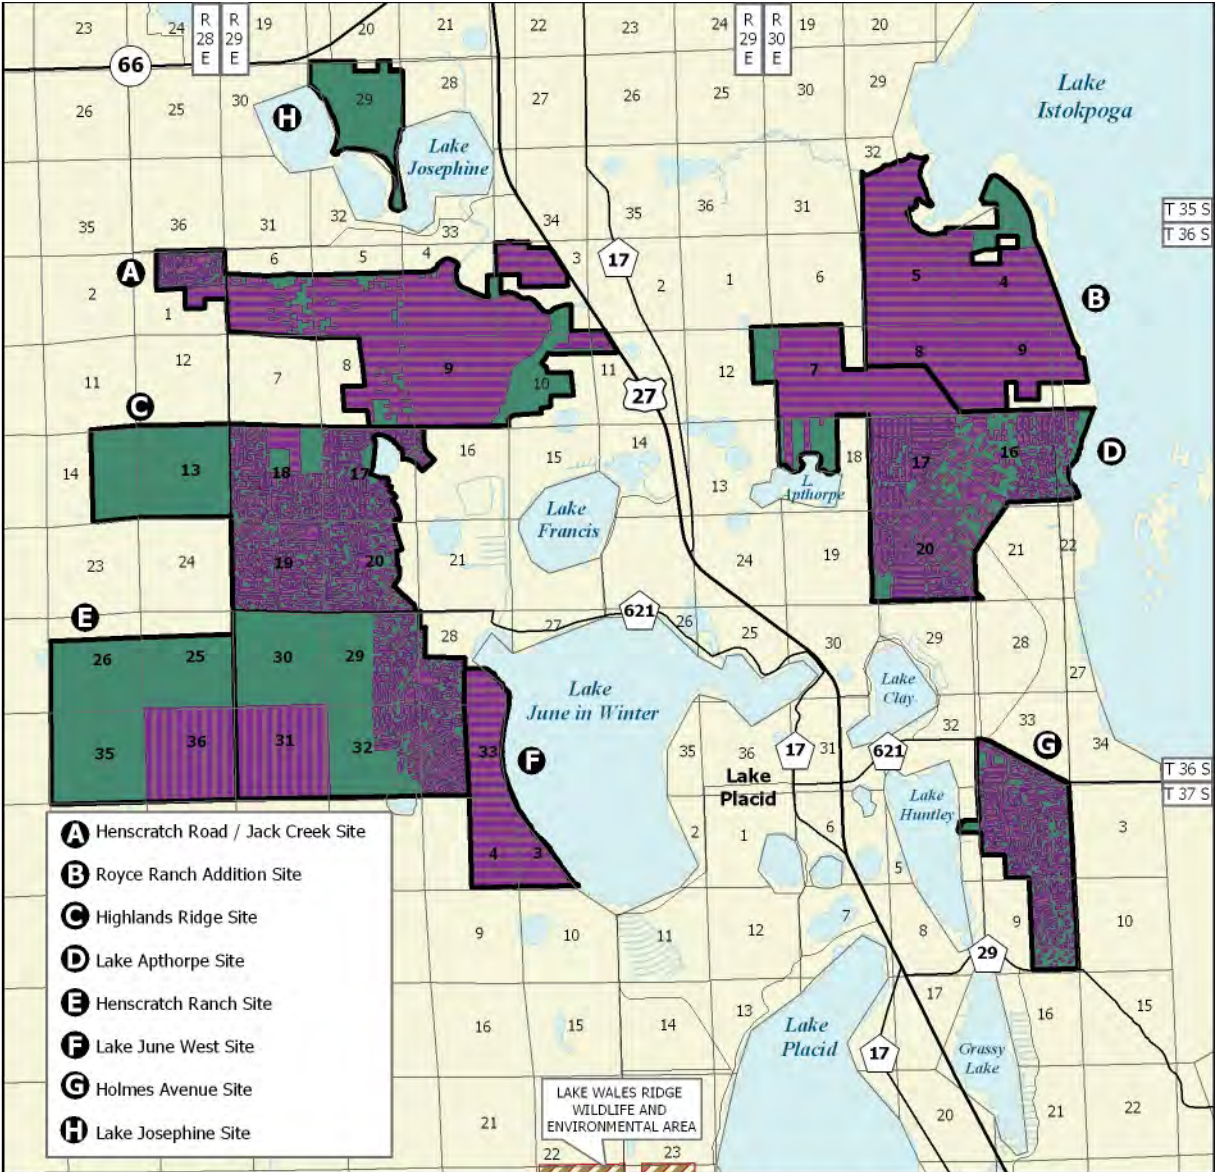 23
24
R
28
E
R
29
E
19
20
21
22
23
24
R
29
E
R
30
E
19
20
66
26
25
30
29
28
27
26
25
30
29
Lake
Istokpoga
H
Lake
Josephine
32
35
36
31
32
33
34
35
36
31
T 35 S
T 36 S
A
6
5
4
3
17
2
1
6
5
4
B
2
1
12
11
7
8
9
10
11
27
12
7
8
9
C
14
13
18
17
16
15
14
13
L.
Apthorpe
18
17
16
D
Lake
Francis
23
24
19
20
21
24
19
20
21
22
E
621
28
27
26
25
30
29
28
27
26
25
30
29
Lake
June in Winter
Lake
Clay
35
36
31
32
33
F
35
36
17
31
621
32
33
G
34
Lake
Placid
T 36 S
T 37 S
Lake
Huntley
4
3
2
1
6
5
3
9
10
11
12
7
8
9
10
29
A Henscratch Road / Jack Creek Site
B Royce Ranch Addition Site
C Highlands Ridge Site
D Lake Apthorpe Site
E Henscratch Ranch Site
F Lake June West Site
G Holmes Avenue Site
H Lake Josephine Site
16
15
14
13
Lake
Placid
17
17
16
15
Grassy
Lake
LAKE WALES RIDGE
WILDLIFE AND
ENVIRONMENTAL AREA
21
22
23
20
21
22